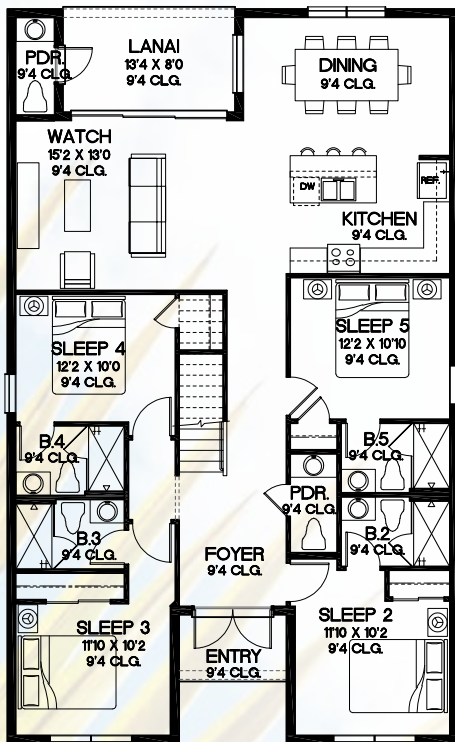 PDR.
9'4 CLG.
LANAI
13'4 X 8'0
9'4 CLG.
DINING
9'4 CLG.
WATCH
15'2 X 13'0
9'4 CLG.
DW
REF.
KITCHEN
9'4 CLG.
SLEEP 4
12'2 X 10'0
9'4 CLG.
SLEEP 5
12'2 X 10'10
9'4 CLG.
B.4
9'4 CLG.
B.5
9'4 CLG.
PDR.
9'4 CLG.
B.3
9'4 CLG.
B.2
9'4 CLG.
FOYER
9'4 CLG.
SLEEP 3
11'10 X 10'2
9'4 CLG.
SLEEP 2
11'10 X 10'2
9'4 CLG.
ENTRY
9'4 CLG.